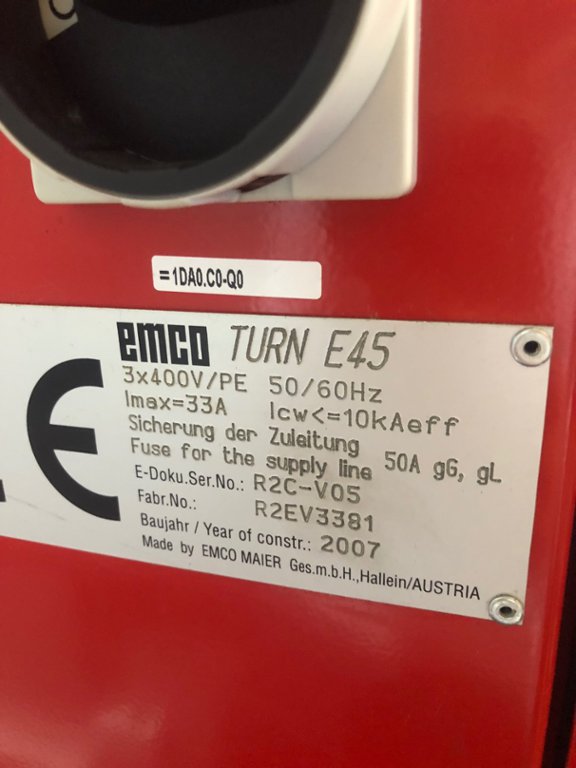 =1DA0.C0-Q0
emco TURN E45
3x400V/PE 50/60Hz
Imax=33A Icw<=10kAeff
Sicherung der Zuleitung
Fuse for the supply line 50A gG, gL
E-Doku.Ser.No.: R2C-V05
Fabr.No.: R2EV3381
Baujahr / Year of constr.: 2007
Made by EMCO MAIER Ges.m.b.H.,Hallein/AUSTRIA
CE